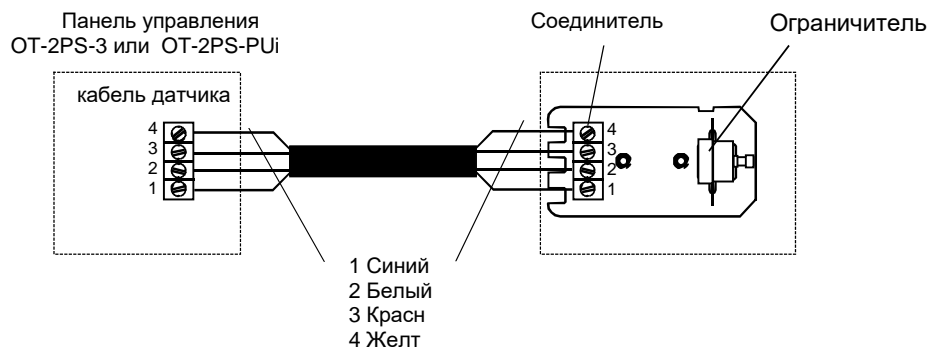 Панель управления
OT-2PS-3 или OT-2PS-PUi
Соединитель
Ограничитель
кабель датчика
4
3
2
1
4
3
2
1
1 Синий
2 Белый
3 Красн
4 Желт